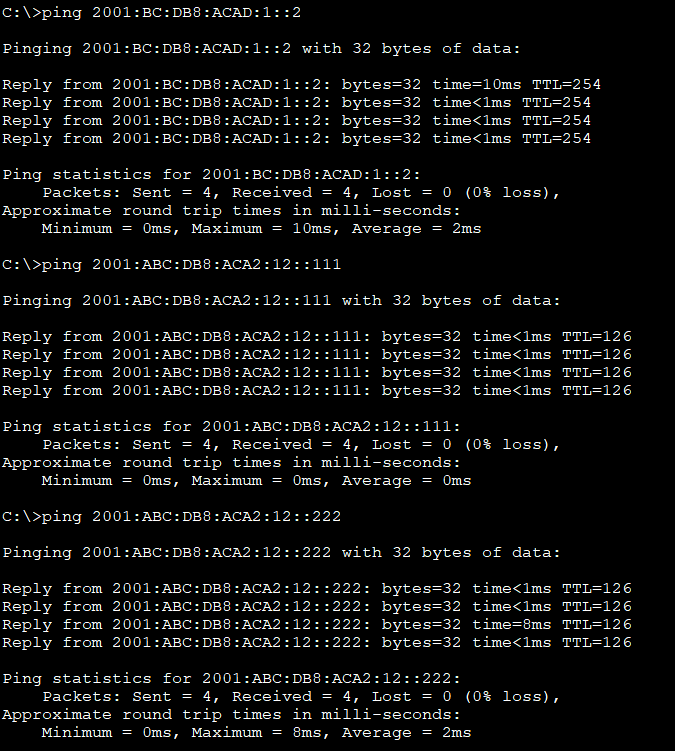 C:\>ping 2001:BC:DB8:ACAD:1::2
Pinging 2001:BC:DB8:ACAD:1::2 with 32 bytes of data:
Reply from 2001:BC:DB8:ACAD:1::2: bytes=32 time=10ms TTL=254
Reply from 2001:BC:DB8:ACAD:1::2: bytes=32 time<1ms TTL=254
Reply from 2001:BC:DB8:ACAD:1::2: bytes=32 time<1ms TTL=254
Reply from 2001:BC:DB8:ACAD:1::2: bytes=32 time<1ms TTL=254
Ping statistics for 2001:BC:DB8:ACAD:1::2:
Packets: Sent = 4, Received = 4, Lost = 0 (0% loss),
Approximate round trip times in milli-seconds:
Minimum = 0ms, Maximum = 10ms, Average = 2ms
C:\>ping 2001:ABC:DB8:ACA2:12::111
Pinging 2001:ABC:DB8:ACA2:12::111 with 32 bytes of data:
Reply from 2001:ABC:DB8:ACA2:12::111: bytes=32 time<1ms TTL=126
Reply from 2001:ABC:DB8:ACA2:12::111: bytes=32 time<1ms TTL=126
Reply from 2001:ABC:DB8:ACA2:12::111: bytes=32 time<1ms TTL=126
Reply from 2001:ABC:DB8:ACA2:12::111: bytes=32 time<1ms TTL=126
Ping statistics for 2001:ABC:DB8:ACA2:12::111:
Packets: Sent = 4, Received = 4, Lost = 0 (0% loss),
Approximate round trip times in milli-seconds:
Minimum = 0ms, Maximum = 0ms, Average = 0ms
C:\>ping 2001:ABC:DB8:ACA2:12::222
Pinging 2001:ABC:DB8:ACA2:12::222 with 32 bytes of data:
Reply from 2001:ABC:DB8:ACA2:12::222: bytes=32 time<1ms TTL=126
Reply from 2001:ABC:DB8:ACA2:12::222: bytes=32 time<1ms TTL=126
Reply from 2001:ABC:DB8:ACA2:12::222: bytes=32 time=8ms TTL=126
Reply from 2001:ABC:DB8:ACA2:12::222: bytes=32 time<1ms TTL=126
Ping statistics for 2001:ABC:DB8:ACA2:12::222:
Packets: Sent = 4, Received = 4, Lost = 0 (0% loss),
Approximate round trip times in milli-seconds:
Minimum = 0ms, Maximum = 8ms, Average = 2ms